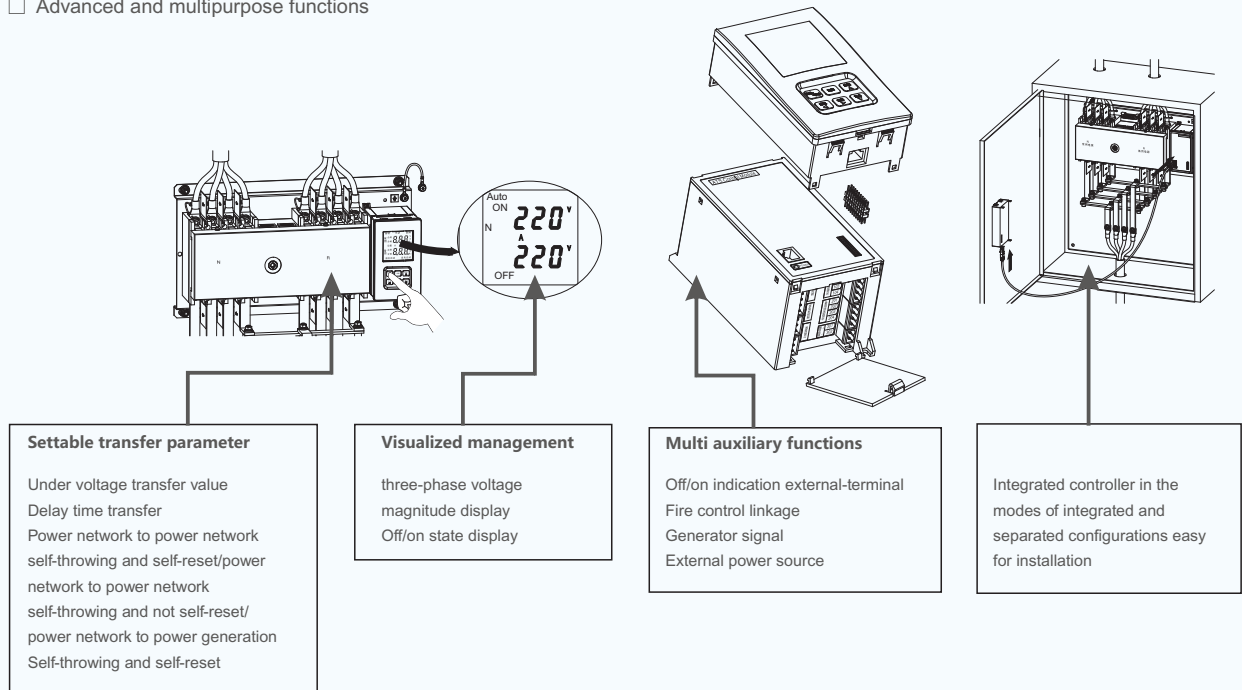 Advanced and multipurpose functions
Auto
ON
N
220 V
A
220 V
OFF
N
R
Settable transfer parameter
Under voltage transfer value
Delay time transfer
Power network to power network
self-throwing and self-reset/power
network to power network
self-throwing and not self-reset/
power network to power generation
Self-throwing and self-reset
Visualized management
three-phase voltage
magnitude display
Off/on state display
Multi auxiliary functions
Off/on indication external-terminal
Fire control linkage
Generator signal
External power source
Integrated controller in the
modes of integrated and
separated configurations easy
for installation